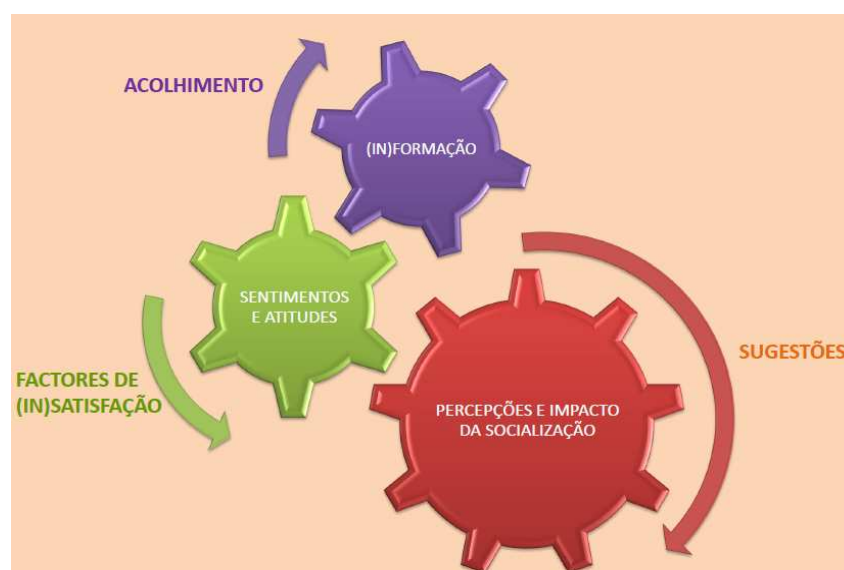 ACOLHIMENTO
(IN)FORMAÇÃO
SENTIMENTOS
E ATITUDES
FACTORES DE
(IN)SATISFAÇÃO
PERCEPÇÕES E IMPACTO
DA SOCIALIZAÇÃO
SUGESTÕES